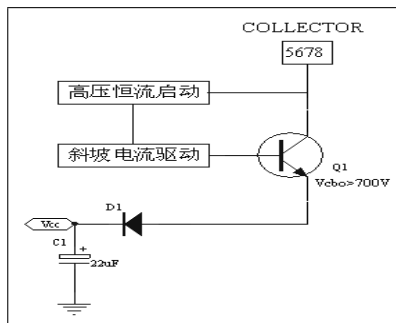 COLLECTOR
5678
高压恒流启动
斜坡电流驱动
Q1
Vcbo>700V
D1
Vcc
C1
+
22uF